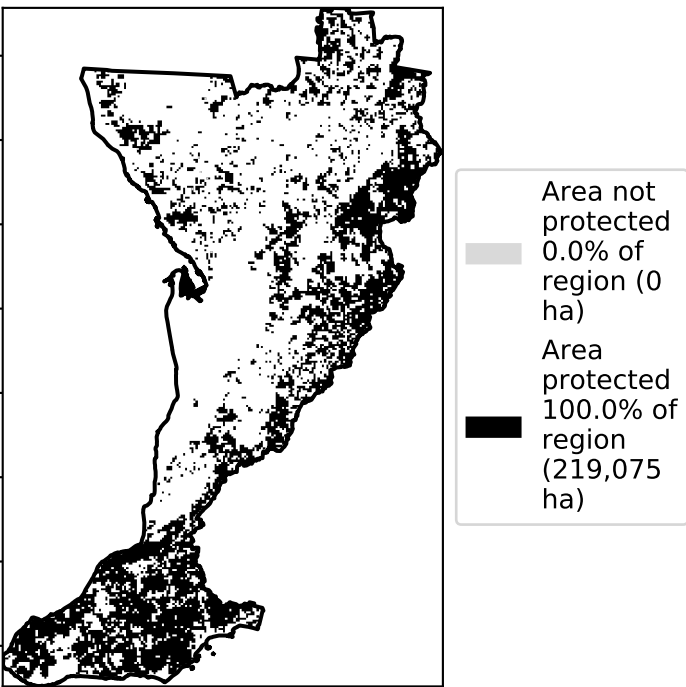 Area not
protected
0.0% of
region (0
ha)
Area
protected
100.0% of
region
(219,075
ha)